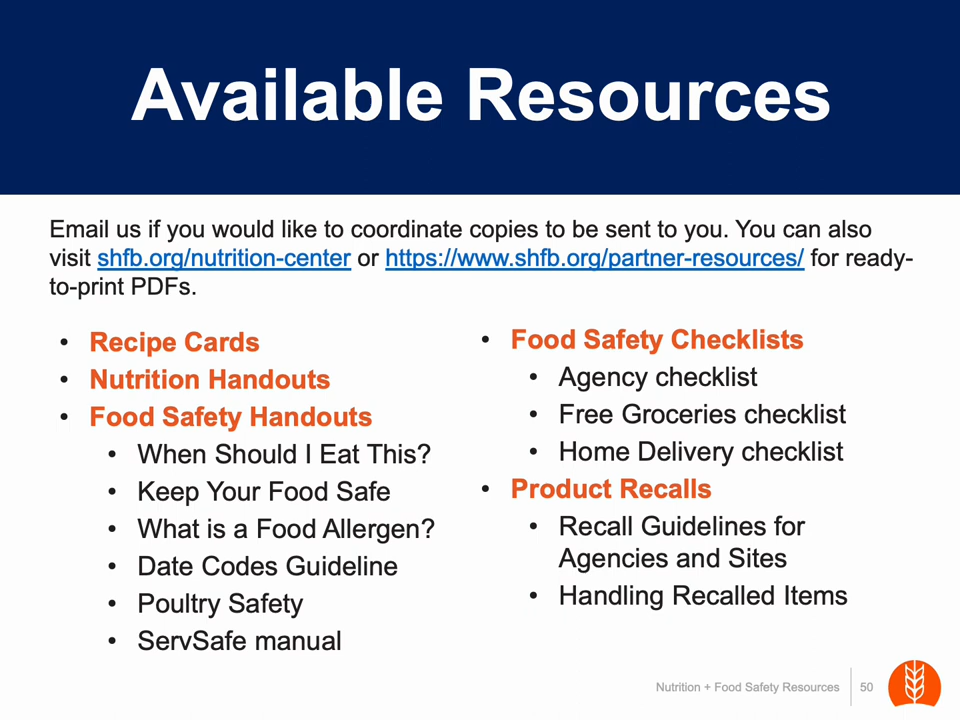 Available Resources
Email us if you would like to coordinate copies to be sent to you. You can also
visit shfb.org/nutrition-center or https://www.shfb.org/partner-resources/ for ready-
to-print PDFs.
• Recipe Cards
• Nutrition Handouts
• Food Safety Handouts
• When Should I Eat This?
• Keep Your Food Safe
• What is a Food Allergen?
• Date Codes Guideline
• Poultry Safety
• ServSafe manual
• Food Safety Checklists
• Agency checklist
• Free Groceries checklist
• Home Delivery checklist
• Product Recalls
• Recall Guidelines for
Agencies and Sites
• Handling Recalled Items
Nutrition + Food Safety Resources 50